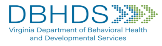 DBHDS
Virginia Department of Behavioral Health
and Developmental Services